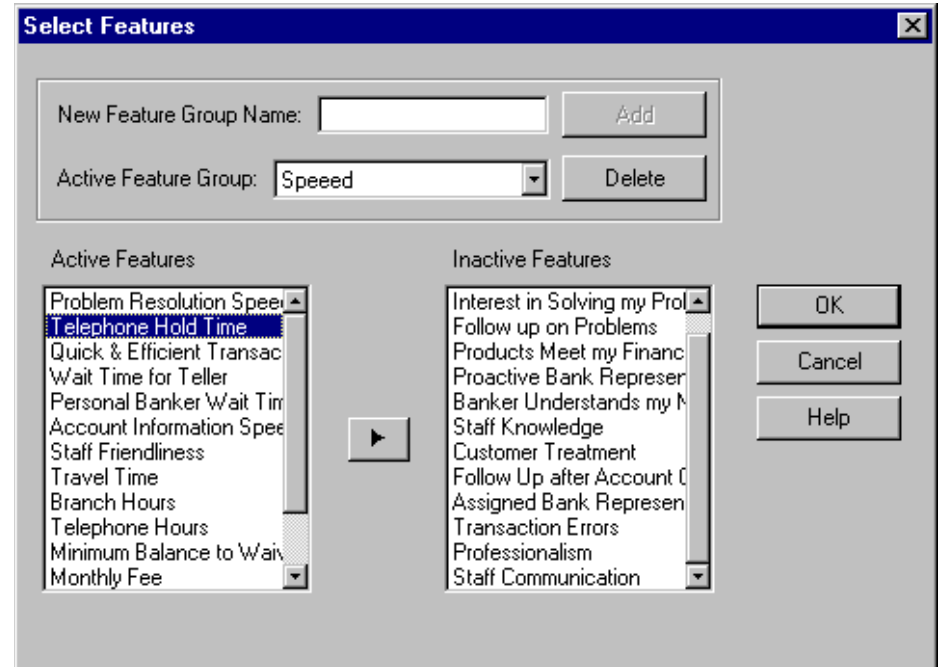 Select Features
New Feature Group Name:
Add
Active Feature Group: Speeed
Delete
Active Features
Problem Resolution Speed
Telephone Hold Time
Quick & Efficient Transac
Wait Time for Teller
Personal Banker Wait Tim
Account Information Spee
Staff Friendliness
Travel Time
Branch Hours
Telephone Hours
Minimum Balance to Waiv
Monthly Fee
Inactive Features
Interest in Solving my Prol
Follow up on Problems
Products Meet my Financ
Proactive Bank Represen
Banker Understands my N
Staff Knowledge
Customer Treatment
Follow Up after Account O
Assigned Bank Represen
Transaction Errors
Professionalism
Staff Communication
OK
Cancel
Help